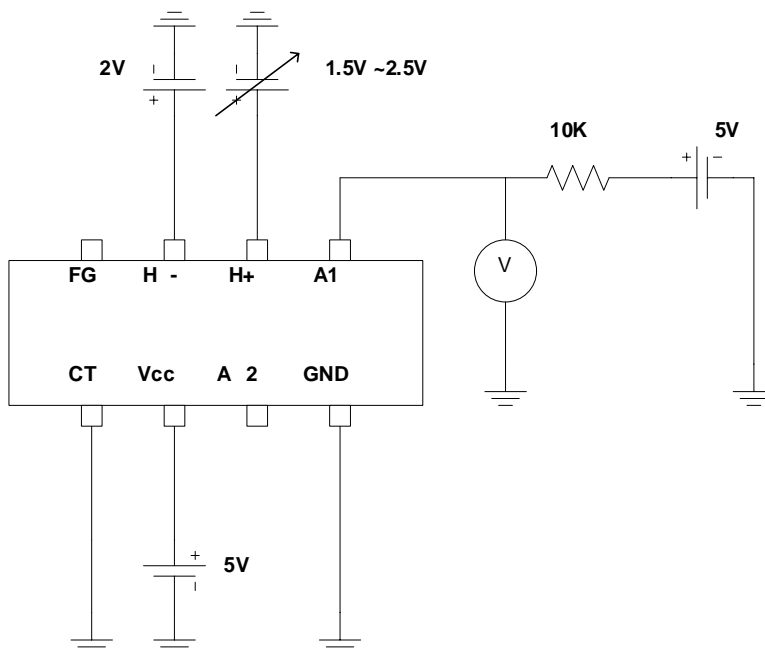 2V
1.5V ~2.5V
10K
5V
V
FG H - H+ A1
CT Vcc A 2 GND
5V